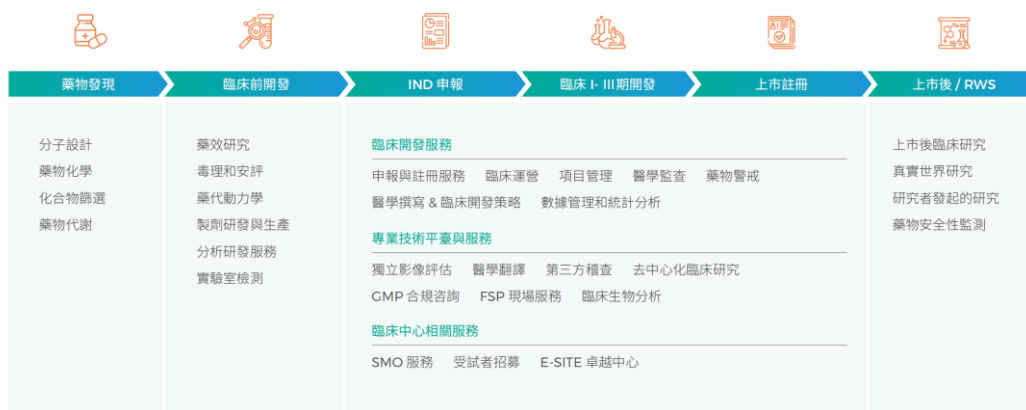 藥物發現
臨床前開發
IND 申報
臨床 I- III期開發
上市註冊
上市後 / RWS
分子設計
藥物化學
化合物篩選
藥物代謝
藥效研究
毒理和安評
藥代動力學
製劑研發與生產
分析研發服務
實驗室檢測
臨床開發服務
申報與註冊服務 臨床運營 項目管理 醫學監查 藥物警戒
醫學撰寫 & 臨床開發策略 數據管理和統計分析
專業技術平臺與服務
獨立影像評估 醫學翻譯 第三方稽查 去中心化臨床研究
GMP 合規咨詢 FSP 現場服務 臨床生物分析
臨床中心相關服務
SMO 服務 受試者招募 E-SITE 卓越中心
上市後臨床研究
真實世界研究
研究者發起的研究
藥物安全性監測